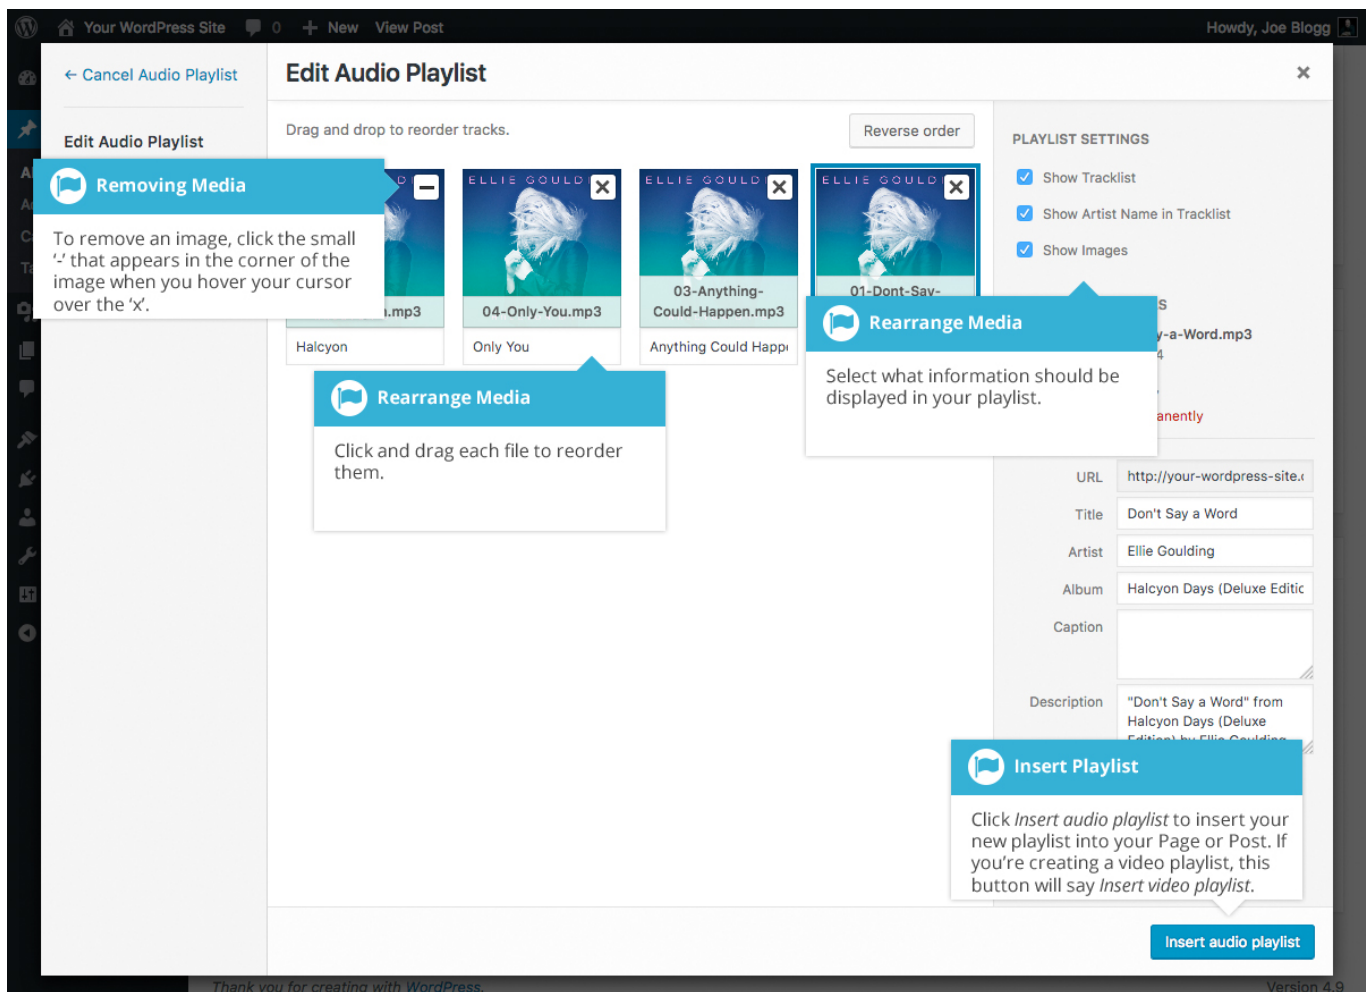 Your WordPress Site
0
New
View Post
Howdy, Joe Blogg
← Cancel Audio Playlist
Edit Audio Playlist
Edit Audio Playlist
Drag and drop to reorder tracks.
Reverse order
Removing Media
To remove an image, click the small
‘-’ that appears in the corner of the
image when you hover your cursor
over the ‘x’.
ELLIE GOULD
ELLIE GOULDI
ELLIE GOULD
.mp3
04-Only-You.mp3
03-Anything-
Could-Happen.mp3
01-Dont-Say-
Halcyon
Only You
Anything Could Happ
Rearrange Media
Click and drag each file to reorder
them.
PLAYLIST SETTINGS
Show Tracklist
Show Artist Name in Tracklist
Show Images
Rearrange Media
Select what information should be
displayed in your playlist.
S
y-a-Word.mp3
4
anently
URL
http://your-wordpress-site.
Title
Don't Say a Word
Artist
Ellie Goulding
Album
Halcyon Days (Deluxe Editic
Caption
Description
"Don't Say a Word" from
Halcyon Days (Deluxe
Edition) by Ellie Goulding
Insert Playlist
Click Insert audio playlist to insert your
new playlist into your Page or Post. If
you’re creating a video playlist, this
button will say Insert video playlist.
Insert audio playlist
Thank you for creating with WordPress.
Version 4.9